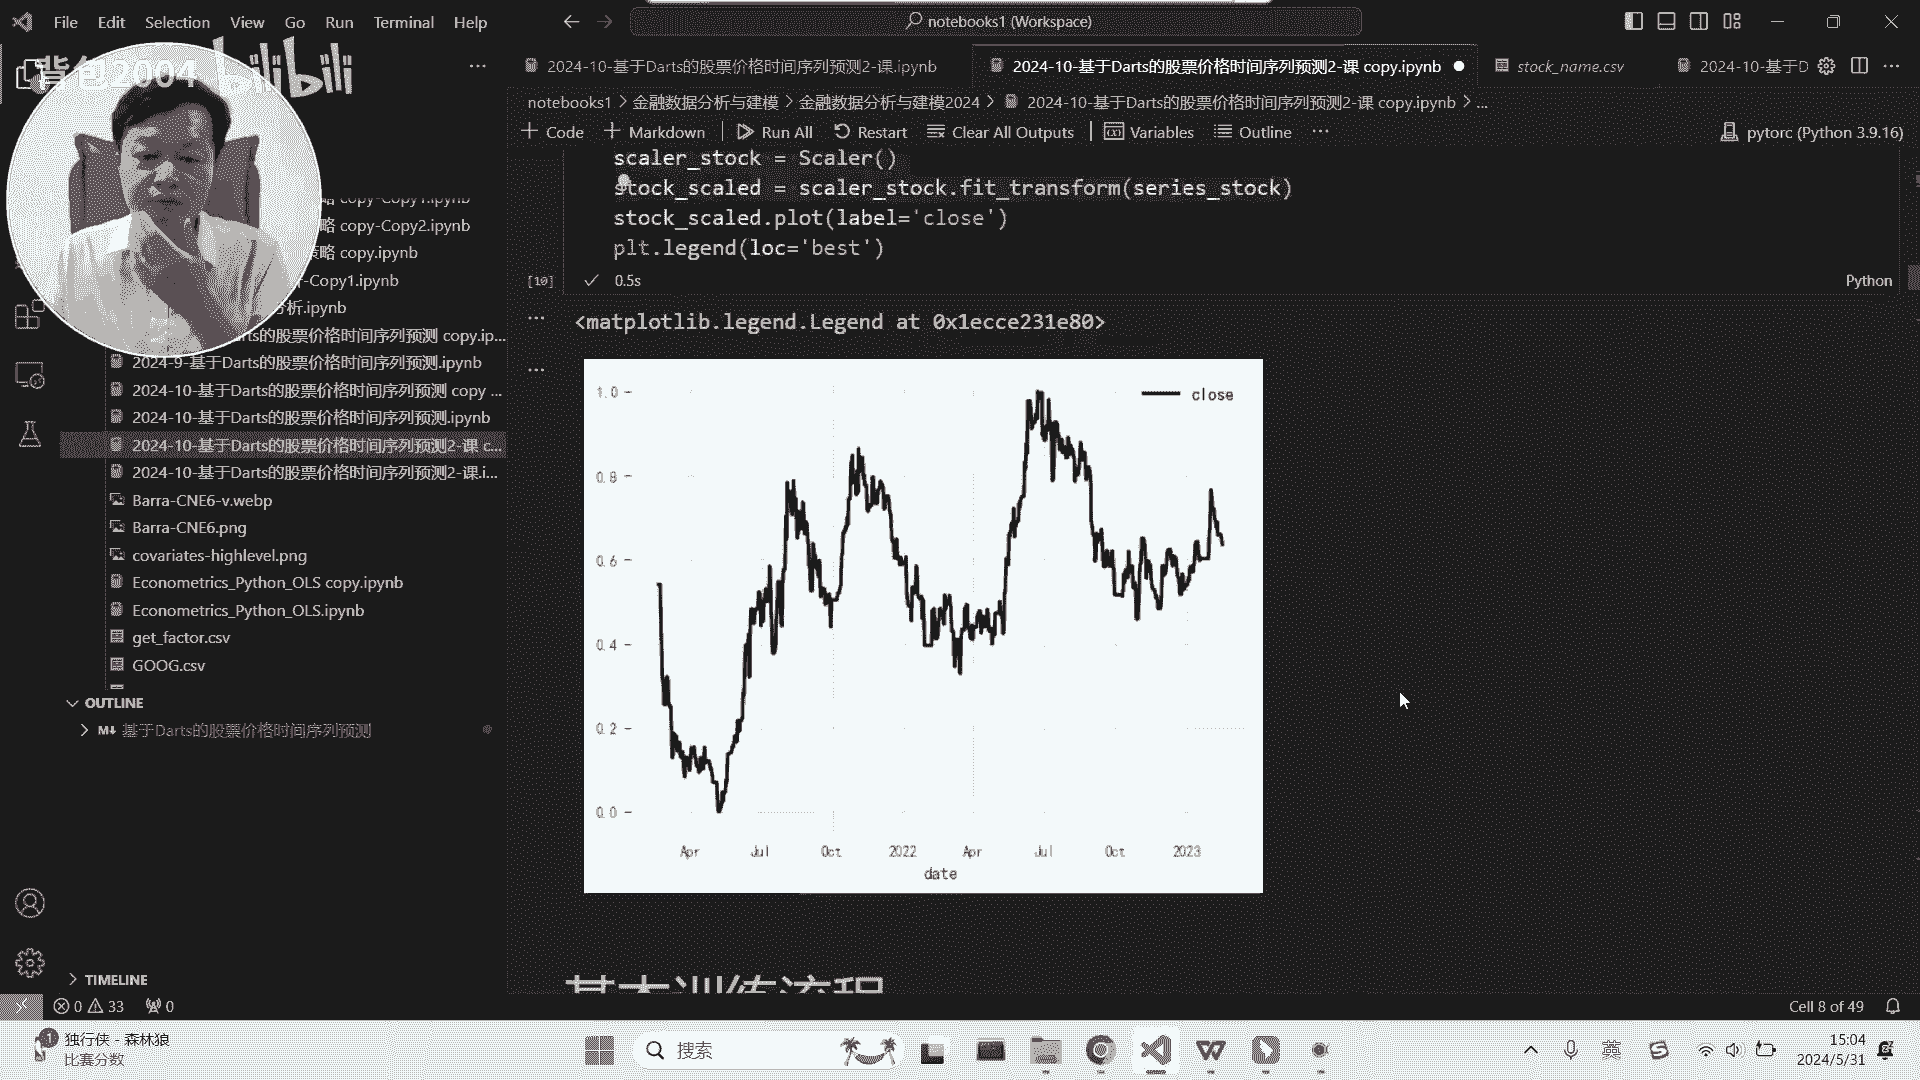 File Edit Selection View Go Run Terminal Help
notebooks1 (Workspace)
背包2004 bilibili
2024-10-基于Darts的股票价格时间序列预测2-课.ipynb
2024-10-基于Darts的股票价格时间序列预测2-课 copy.ipynb
stock_name.csv
2024-10-基于D
notebooks1 > 金融数据分析与建模 > 金融数据分析与建模2024 > 2024-10-基于Darts的股票价格时间序列预测2-课 copy.ipynb > ...
+ Code + Markdown Run All Restart Clear All Outputs Variables Outline ...
pytorc (Python 3.9.16)
scaler_stock = Scaler()
stock_scaled = scaler_stock.fit_transform(series_stock)
stock_scaled.plot(label='close')
plt.legend(loc='best')
[10] 0.5s Python
<matplotlib.legend.Legend at 0x1ecce231e80>
close
1.0
0.8
0.6
0.4
0.2
0.0
Apr Jul Oct 2022 Apr Jul Oct 2023
date
基本训练流程
copy-Copy1.ipynb
略 copy-Copy2.ipynb
略 copy.ipynb
-Copy1.ipynb
分析.ipynb
ts的股票价格时间序列预测 copy.ip...
2024-9-基于Darts的股票价格时间序列预测.ipynb
2024-10-基于Darts的股票价格时间序列预测 copy ...
2024-10-基于Darts的股票价格时间序列预测.ipynb
2024-10-基于Darts的股票价格时间序列预测2-课 c...
2024-10-基于Darts的股票价格时间序列预测2-课.i...
Barra-CNE6-v.webp
Barra-CNE6.png
covariates-highlevel.png
Econometrics_Python_OLS copy.ipynb
Econometrics_Python_OLS.ipynb
get_factor.csv
GOOG.csv
OUTLINE
M↓ 基于Darts的股票价格时间序列预测
TIMELINE
0 33 0
Cell 8 of 49
1
独行侠 - 森林狼
比赛分数
搜索
英
15:04
2024/5/31